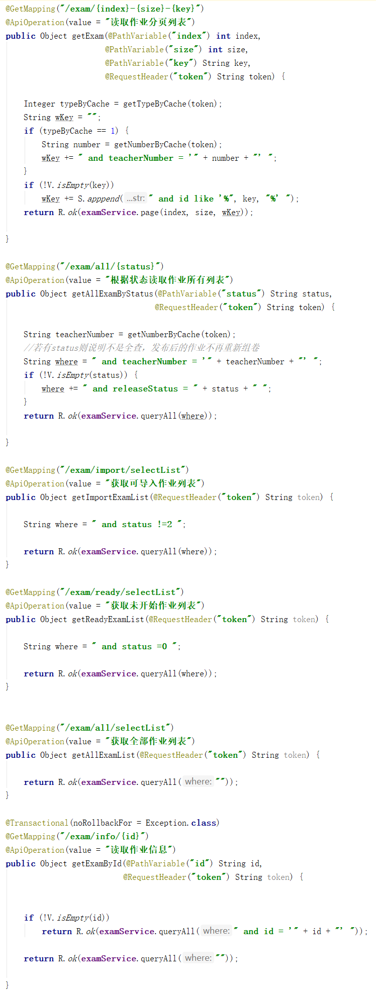 @GetMapping("/exam/{index}-{size}-{key}")
@ApiOperation(value = "读取作业分页列表")
public Object getExam(@PathVariable("index") int index,
@PathVariable("size") int size,
@PathVariable("key") String key,
@RequestHeader("token") String token) {
Integer typeByCache = getTypeByCache(token);
String wKey = "";
if (typeByCache == 1) {
String number = getNumberByCache(token);
wKey += " and teacherNumber = '" + number + "' ";
}
if (!V.isEmpty(key))
wKey += S.apppend( ...str: " and id like '%", key, "%' ");
return R.ok(examService.page(index, size, wKey));
}
@GetMapping("/exam/all/{status}")
@ApiOperation(value = "根据状态读取作业所有列表")
public Object getAllExamByStatus(@PathVariable("status") String status,
@RequestHeader("token") String token) {
String teacherNumber = getNumberByCache(token);
//若有status则说明不是全查，发布后的作业不再重新组卷
String where = " and teacherNumber = '" + teacherNumber + "' ";
if (!V.isEmpty(status)) {
where += " and releaseStatus = " + status + " ";
}
return R.ok(examService.queryAll(where));
}
@GetMapping("/exam/import/selectList")
@ApiOperation(value = "获取可导入作业列表")
public Object getImportExamList(@RequestHeader("token") String token) {
String where = " and status !=2 ";
return R.ok(examService.queryAll(where));
}
@GetMapping("/exam/ready/selectList")
@ApiOperation(value = "获取未开始作业列表")
public Object getReadyExamList(@RequestHeader("token") String token) {
String where = " and status =0 ";
return R.ok(examService.queryAll(where));
}
@GetMapping("/exam/all/selectList")
@ApiOperation(value = "获取全部作业列表")
public Object getAllExamList(@RequestHeader("token") String token) {
return R.ok(examService.queryAll( where: ""));
}
@Transactional(noRollbackFor = Exception.class)
@GetMapping("/exam/info/{id}")
@ApiOperation(value = "读取作业信息")
public Object getExamById(@PathVariable("id") String id,
@RequestHeader("token") String token) {
if (!V.isEmpty(id))
return R.ok(examService.queryAll( where: " and id = '" + id + "' "));
return R.ok(examService.queryAll( where: ""));
}